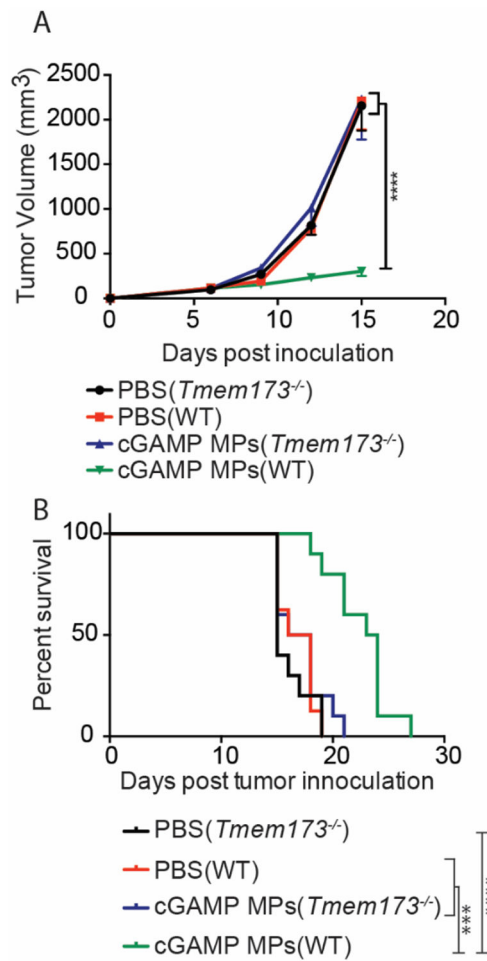 A
Tumor Volume (mm3)
2500
2000
1500
1000
500
0
0 5 10 15 20
****
Days post inoculation
PBS(Tmem173-/-)
PBS(WT)
cGAMP MPs(Tmem173-/-)
cGAMP MPs(WT)
B
Percent survival
100
50
0
0 10 20 30
Days post tumor innoculation
PBS(Tmem173-/-)
PBS(WT)
cGAMP MPs(Tmem173-/-)
cGAMP MPs(WT)
***